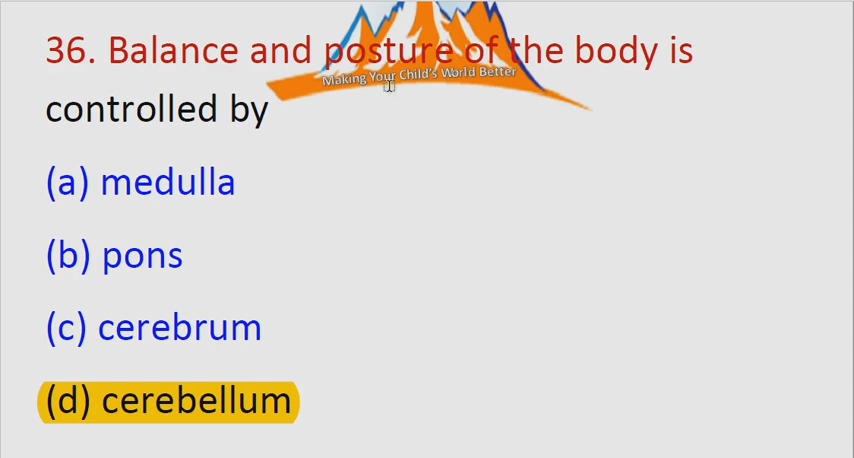 36. Balance and posture of the body is
Making Your Child's World Better
controlled by
(a) medulla
(b) pons
(c) cerebrum
(d) cerebellum